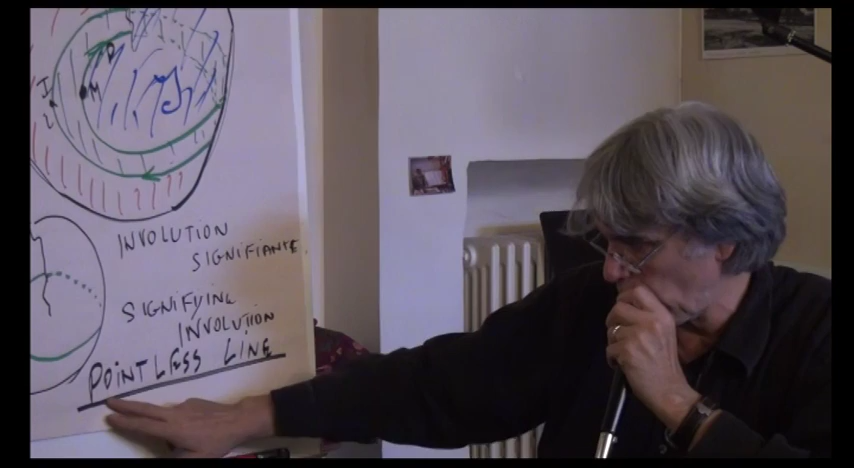 D
M
INVOLUTION
SIGNIFIANTE
SIGNIFYING
INVOLUTION
POINTLESS LINE